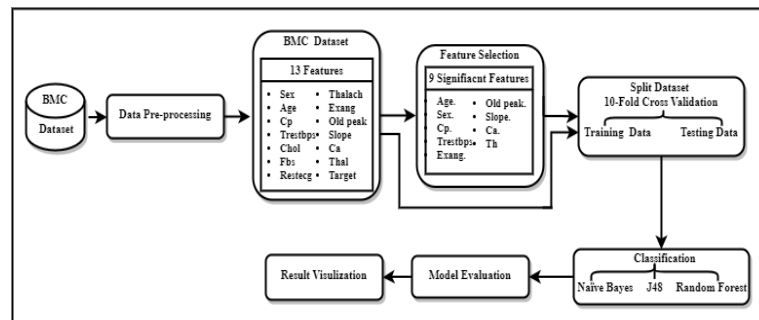 BMC
Dataset
Data Pre-processing
BMC Dataset
13 Features
• Sex
• Age
• Cp
• Trestbps
• Chol
• Fbs
• Restecg
• Thalach
• Exang
• Old peak
• Slope
• Ca
• Thal
• Target
Feature Selection
9 Signifiacnt Features
• Age.
• Sex.
• Cp.
• Trestbps
• Exang.
• Old peak.
• Slope.
• Ca.
• Th
Split Dataset
10-Fold Cross Validation
Training Data
Testing Data
Classification
Naïve Bayes
J48
Random Forest
Model Evaluation
Result Visulization